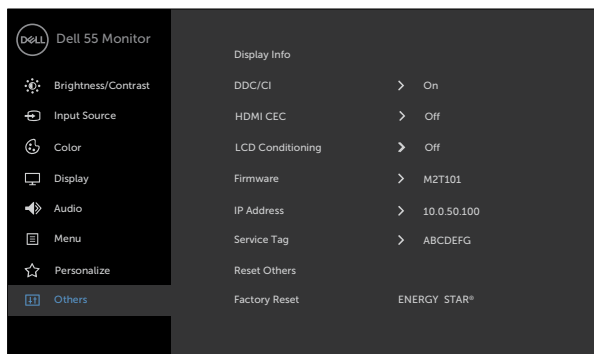 DELL Dell 55 Monitor
Display Info
Brightness/Contrast DDC/CI > On
Input Source HDMI CEC > Off
Color LCD Conditioning > Off
Display Firmware > M2T101
Audio IP Address > 10.0.50.100
Menu Service Tag > ABCDEFG
Personalize Reset Others
Others Factory Reset ENERGY STAR®